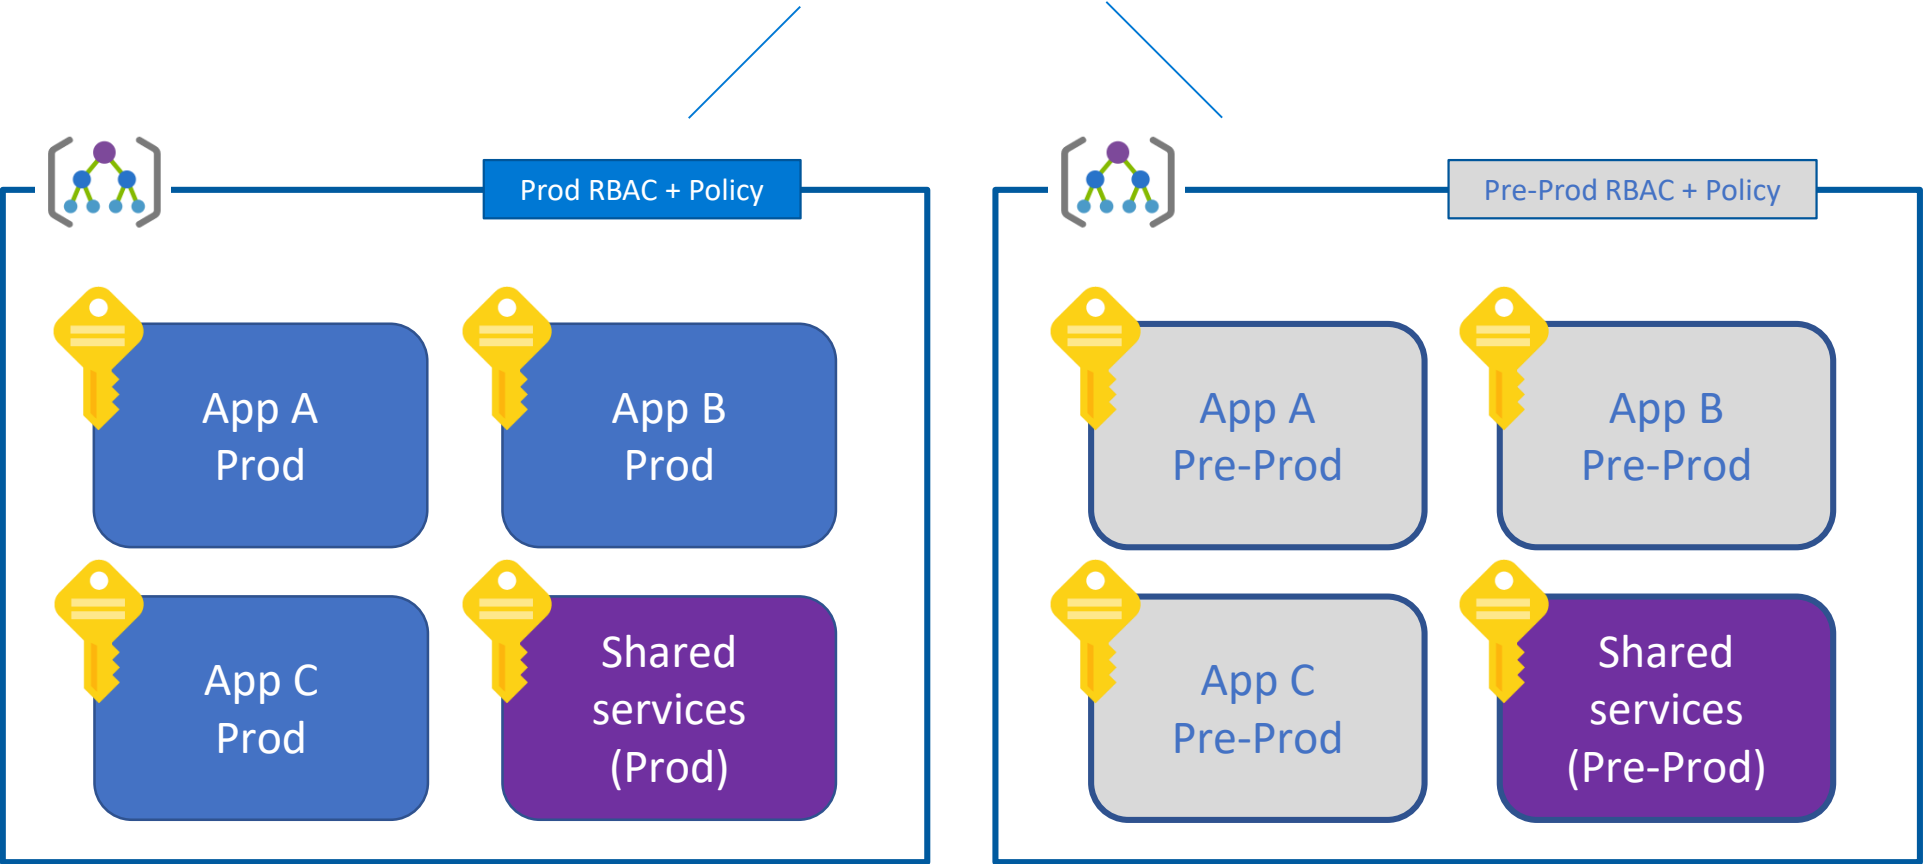 Prod RBAC + Policy
App A
Prod
App B
Prod
App C
Prod
Shared
services
(Prod)
Pre-Prod RBAC + Policy
App A
Pre-Prod
App B
Pre-Prod
App C
Pre-Prod
Shared
services
(Pre-Prod)